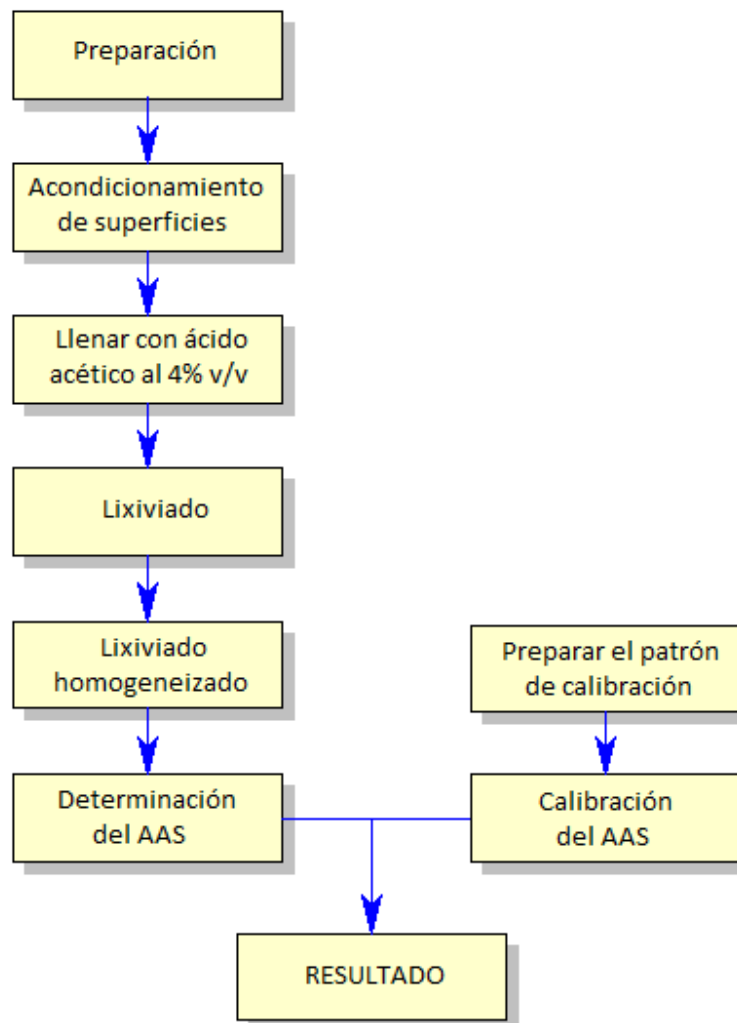 Preparación
Acondicionamiento
de superficies
Llenar con ácido
acético al 4% v/v
Lixiviado
Lixiviado
homogeneizado
Preparar el patrón
de calibración
Determinación
del AAS
Calibración
del AAS
RESULTADO